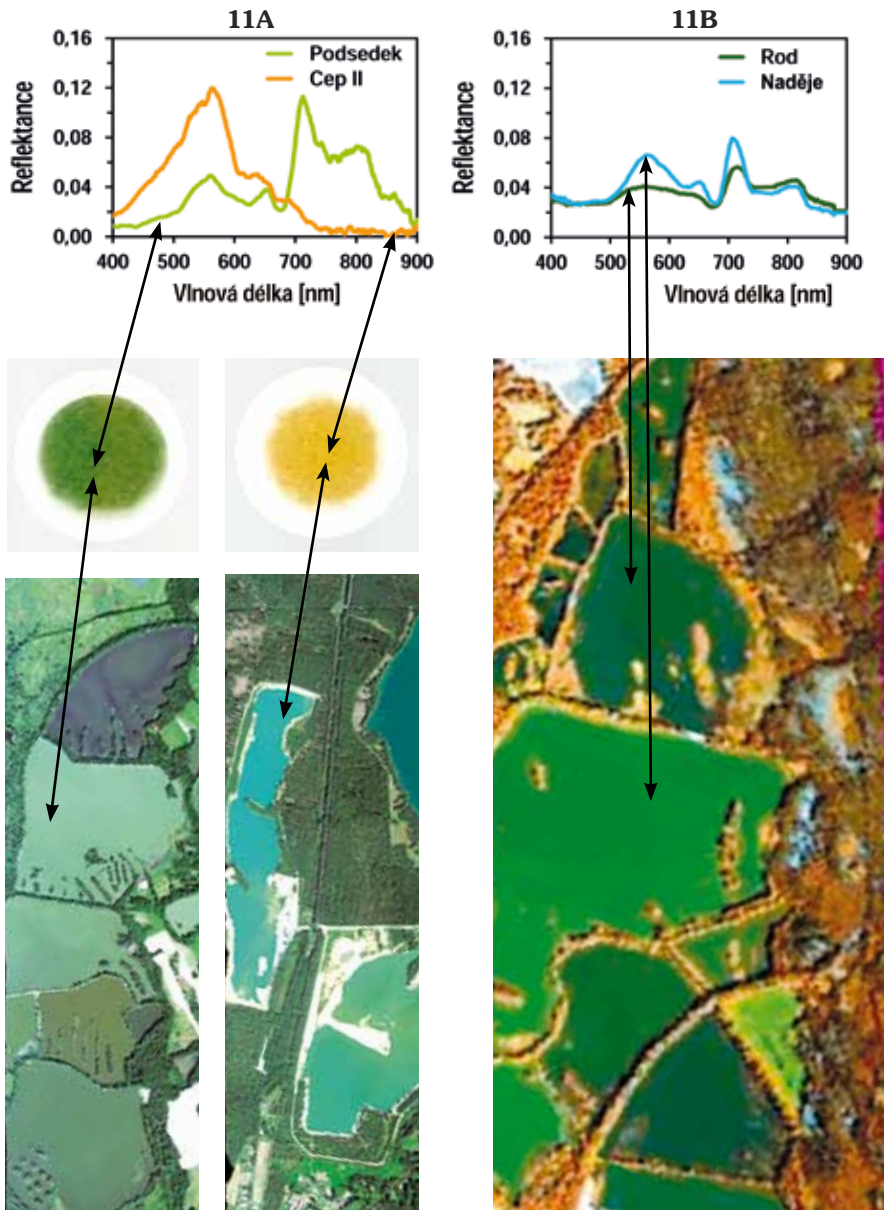 11A
0,16
0,12
0,08
0,04
0,00
Reflektance
Podsedek
Cep II
400 500 600 700 800 900
Vlnová délka [nm]
11B
0,16
0,12
0,08
0,04
0,00
Reflektance
Rod
Naděje
400 500 600 700 800 900
Vlnová délka [nm]